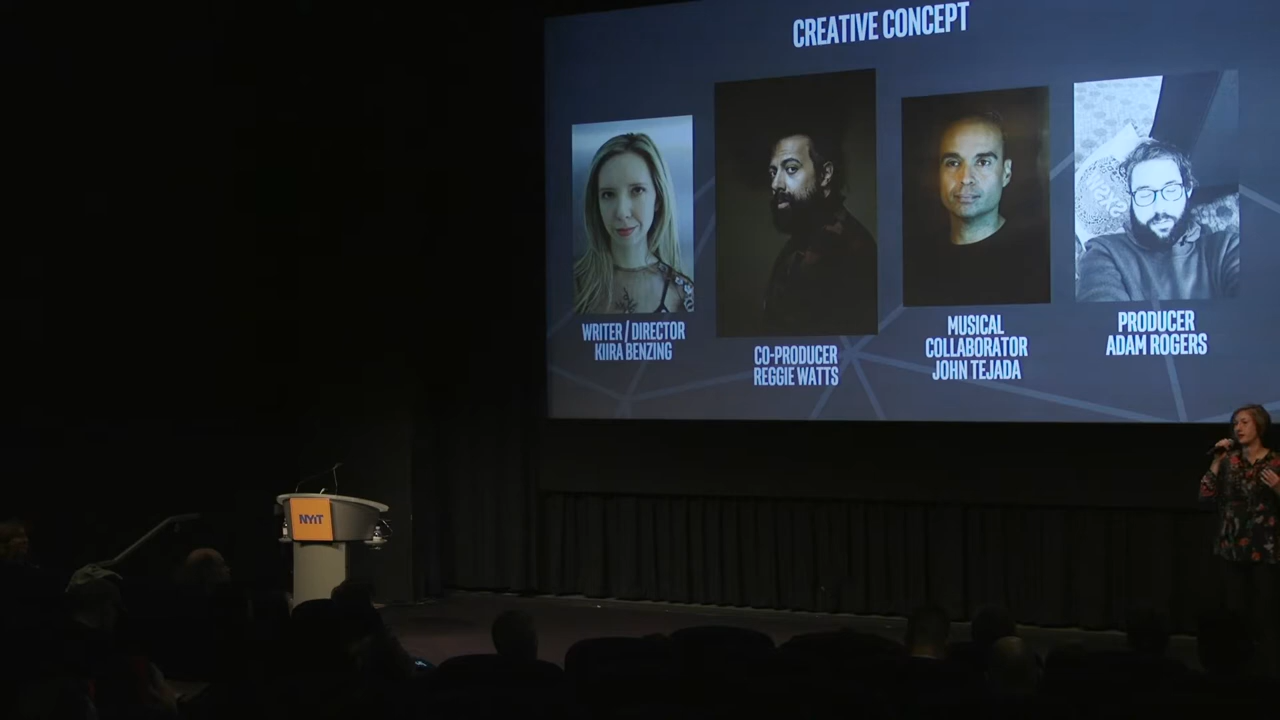 CREATIVE CONCEPT
WRITER / DIRECTOR
KIIRA BENZING
CO-PRODUCER
REGGIE WATTS
MUSICAL
COLLABORATOR
JOHN TEJADA
PRODUCER
ADAM ROGERS
NYIT